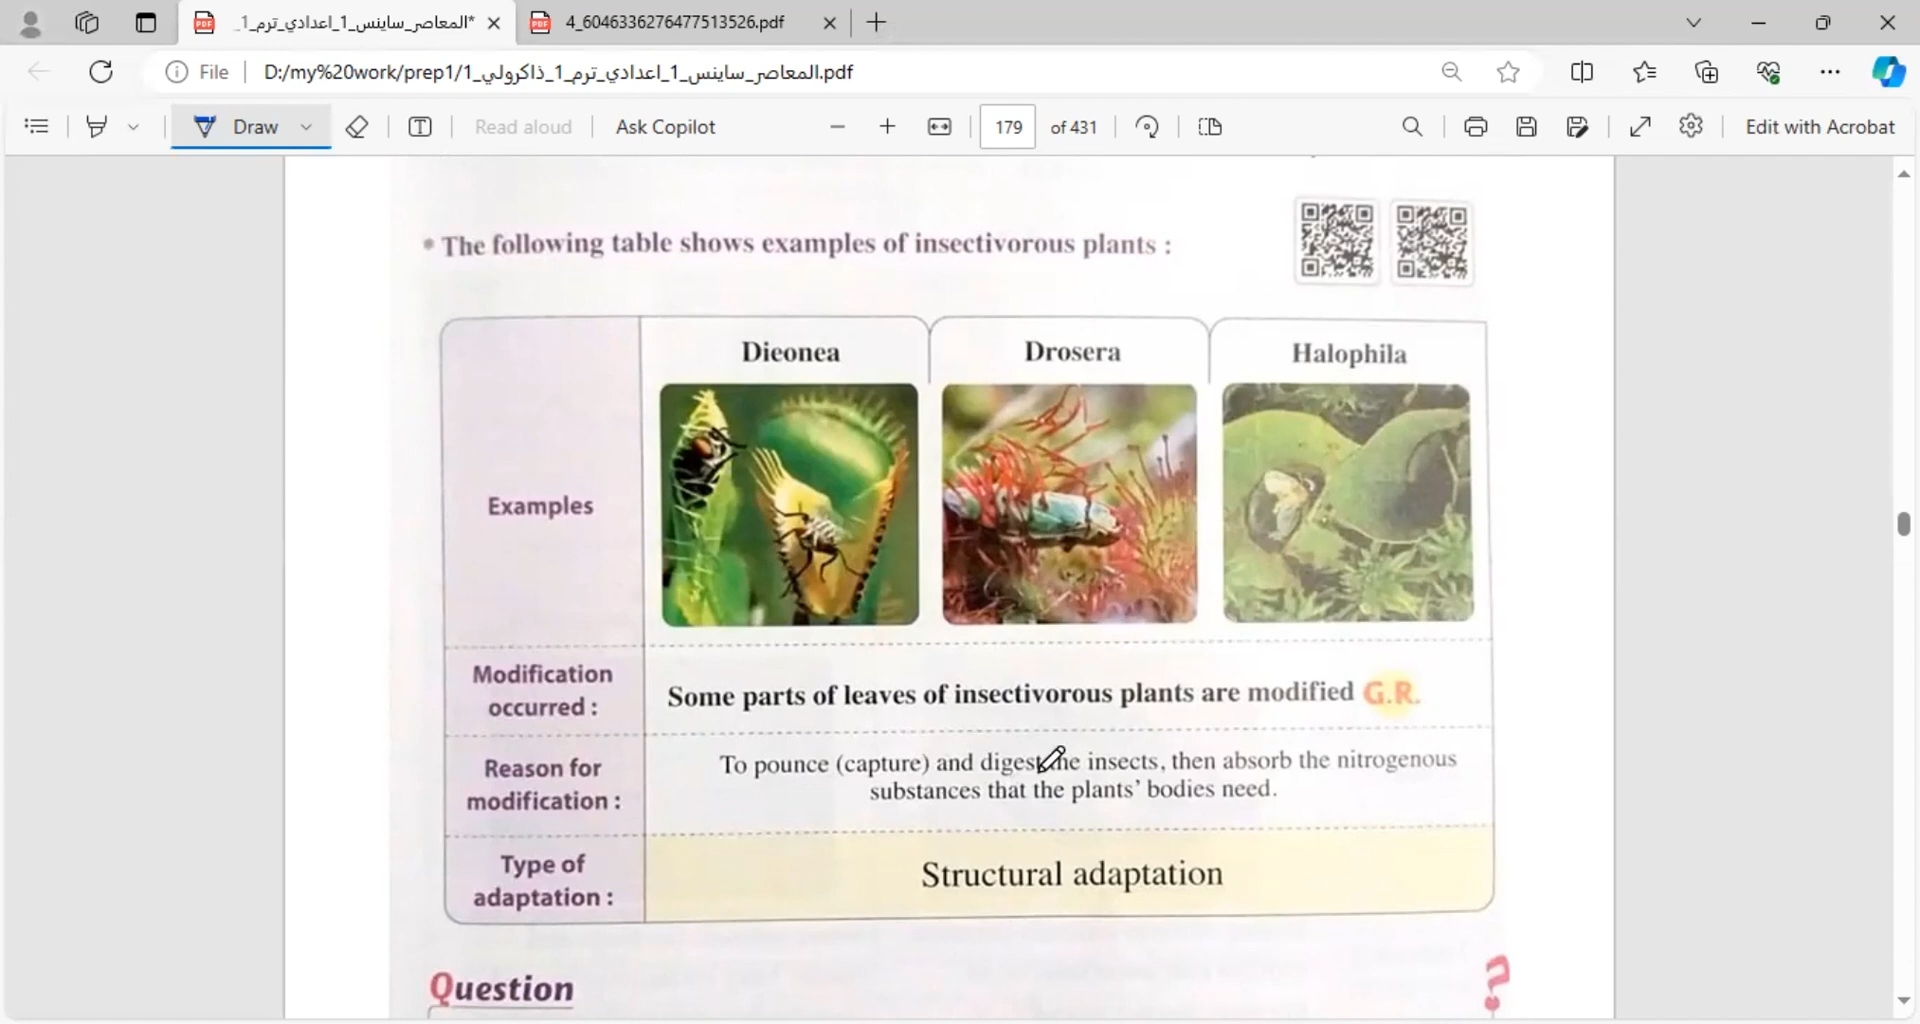 المعاصر_ساينس_1_اعدادي_ترم_1_*
4_6046336276477513526.pdf
File
D:/my%20work/prep1/المعاصر_ساينس_1_اعدادي_ترم_1_ذاكرولي_1.pdf
Draw
Read aloud
Ask Copilot
179
of 431
Edit with Acrobat
* The following table shows examples of insectivorous plants :
Dieonea
Drosera
Halophila
Examples
Modification occurred :
Some parts of leaves of insectivorous plants are modified G.R.
Reason for modification :
To pounce (capture) and digest the insects, then absorb the nitrogenous
substances that the plants' bodies need.
Type of adaptation :
Structural adaptation
Question
?